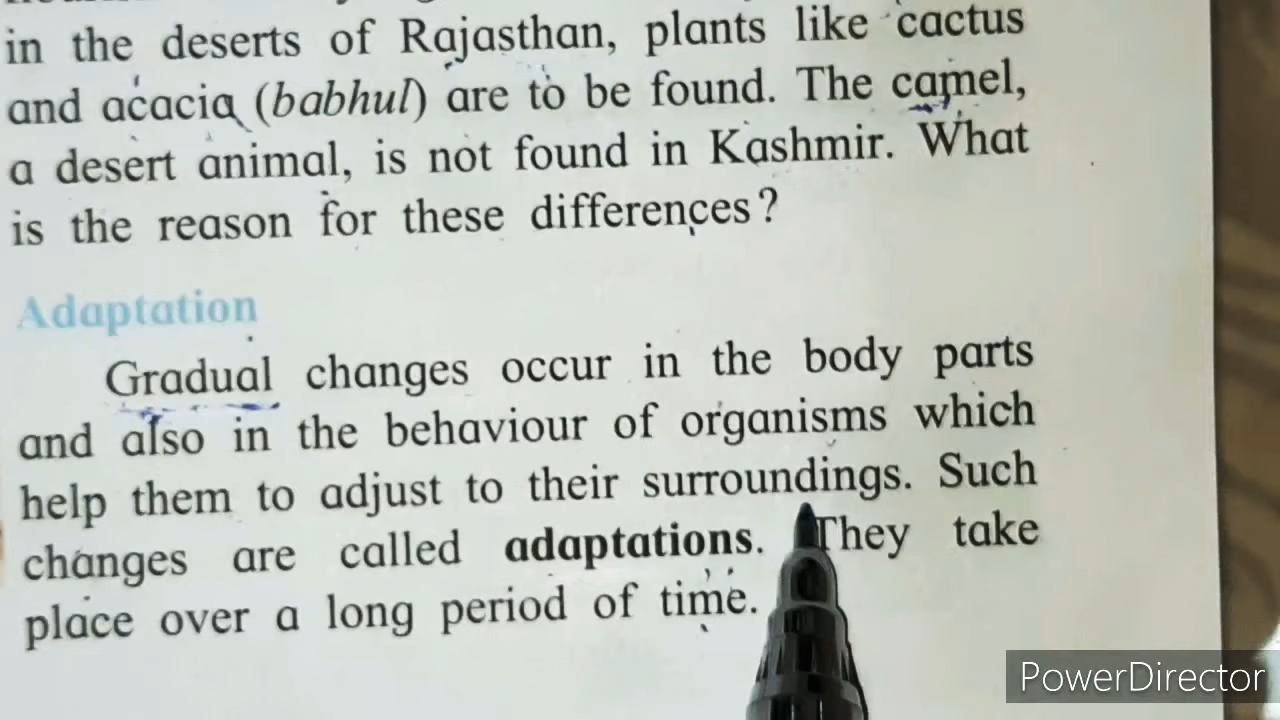 in the deserts of Rajasthan, plants like cactus
and acacia (babhul) are to be found. The camel,
a desert animal, is not found in Kashmir. What
is the reason for these differences?
Adaptation
Gradual changes occur in the body parts
and also in the behaviour of organisms which
help them to adjust to their surroundings. Such
changes are called adaptations. They take
place over a long period of time.
PowerDirector